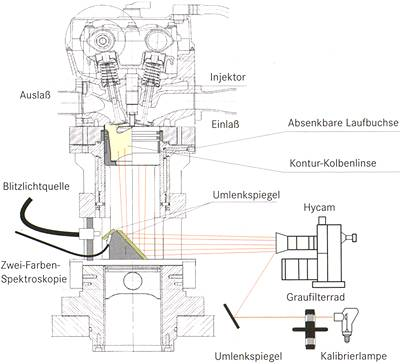 Injektor
Auslaß
Einlaß
Absenkbare Laufbuchse
Kontur-Kolbenlinse
Blitzlichtquelle
Umlenkspiegel
Hycam
Zwei-Farben-
Spektroskopie
Graufilterrad
Umlenkspiegel
Kalibrierlampe